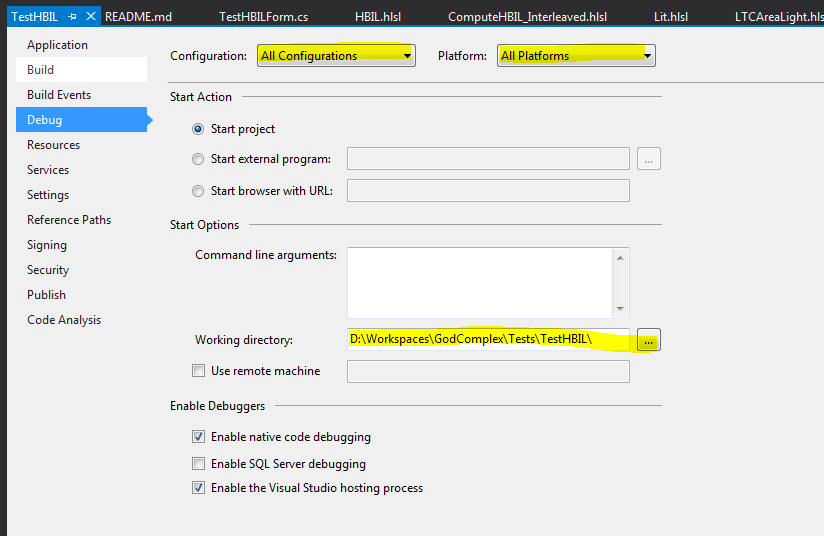 TestHBIL README.md TestHBILForm.cs HBIL.hlsl ComputeHBIL_Interleaved.hlsl Lit.hlsl LTCAreaLight.hls
Application
Configuration: All Configurations Platform: All Platforms
Build
Build Events
Start Action
Debug
Start project
Resources
Start external program: ...
Services
Start browser with URL:
Settings
Reference Paths
Start Options
Signing
Command line arguments:
Security
Publish
Code Analysis
Working directory: D:\Workspaces\GodComplex\Tests\TestHBIL\ ...
Use remote machine
Enable Debuggers
Enable native code debugging
Enable SQL Server debugging
Enable the Visual Studio hosting process